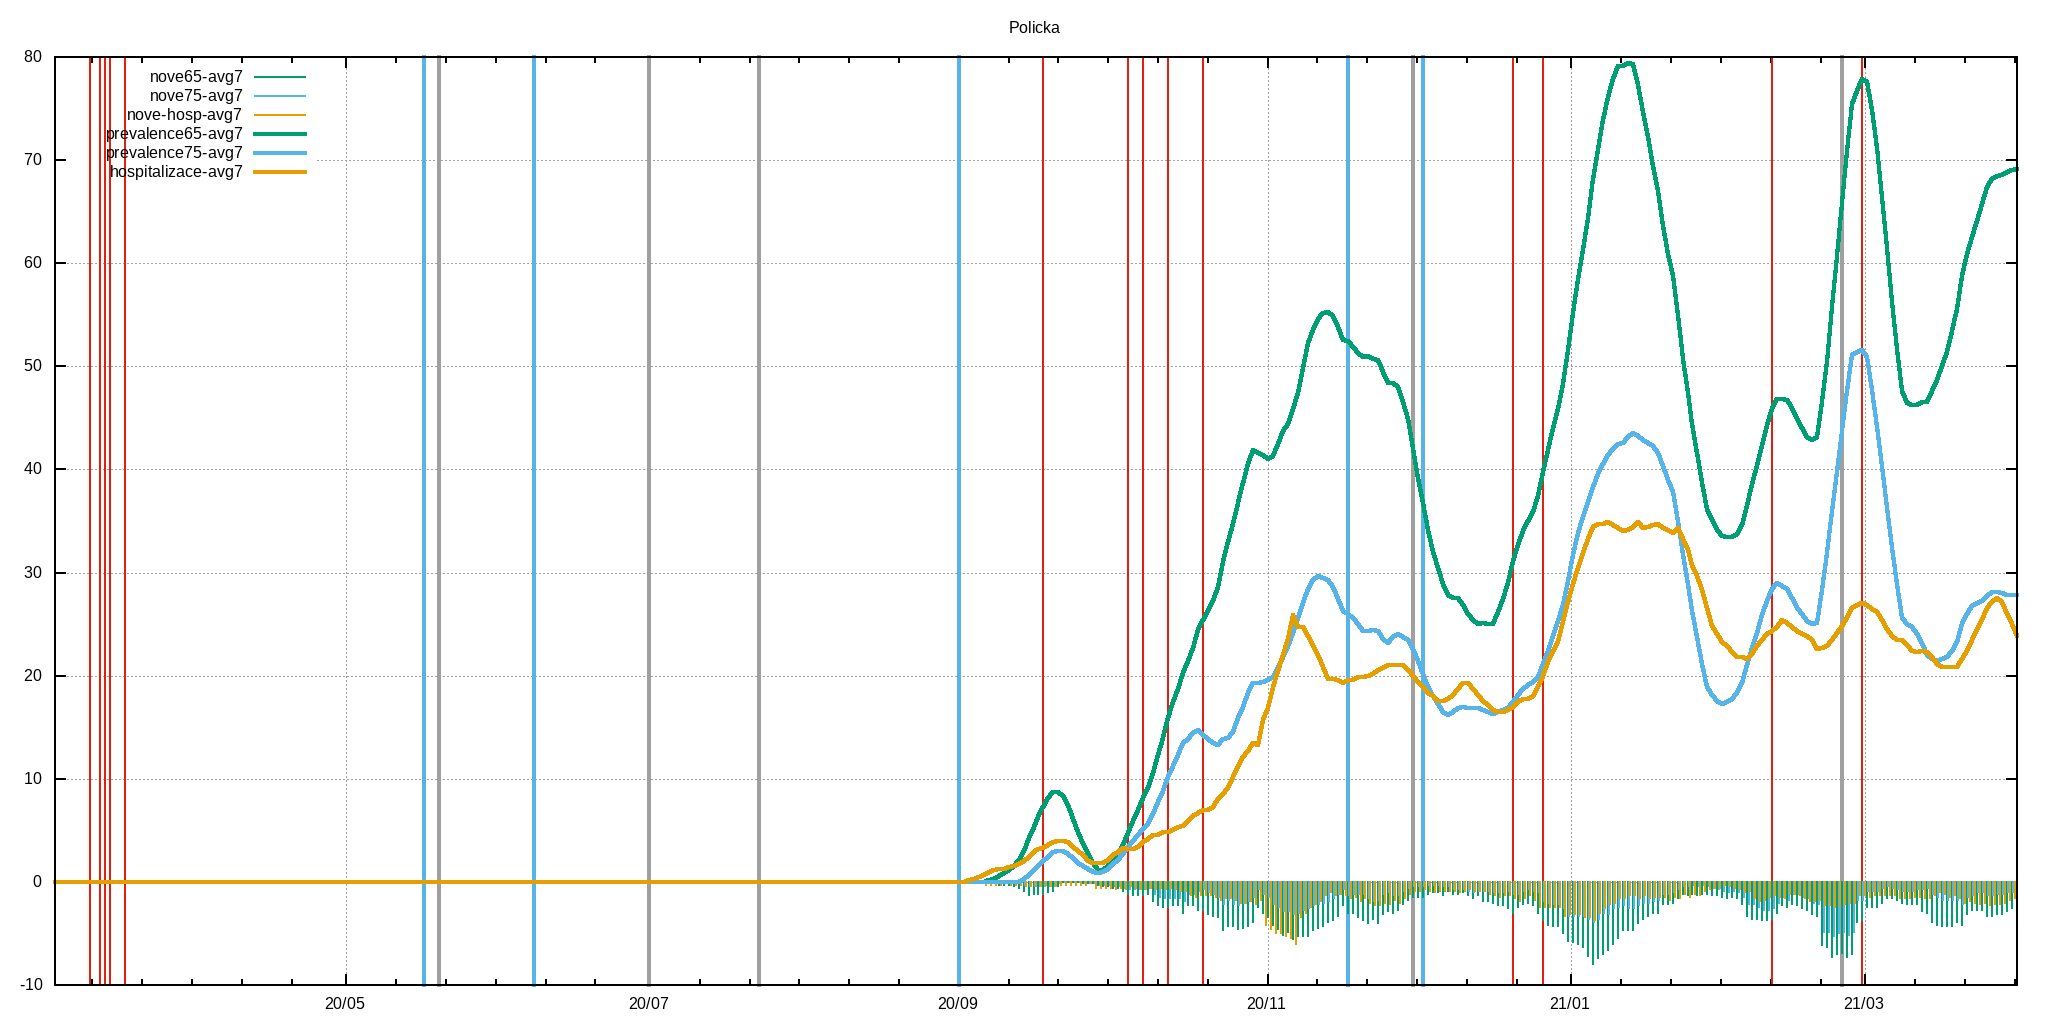 Policka
80
nove65-avg7
nove75-avg7
nove-hosp-avg7
prevalence65-avg7
prevalence75-avg7
hospitalizace-avg7
70
60
50
40
30
20
10
0
-10
20/05 20/07 20/09 20/11 21/01 21/03